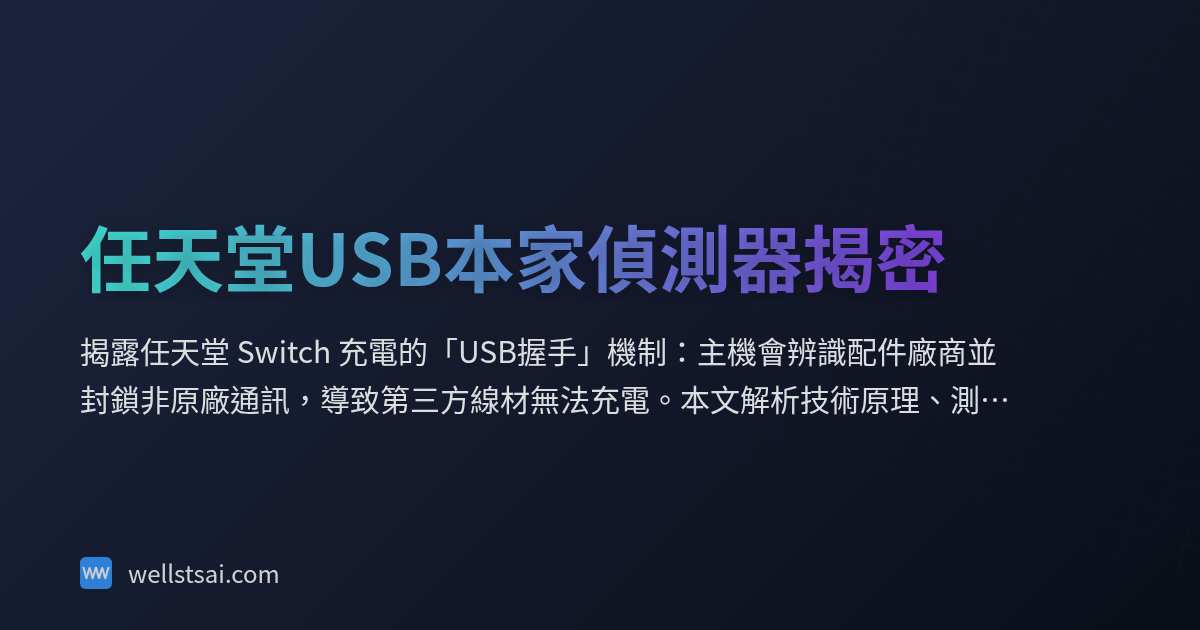 任天堂USB本家偵測器揭密
揭露任天堂 Switch 充電的「USB握手」機制：主機會辨識配件廠商並
封鎖非原廠通訊，導致第三方線材無法充電。本文解析技術原理、測…
wellstsai.com